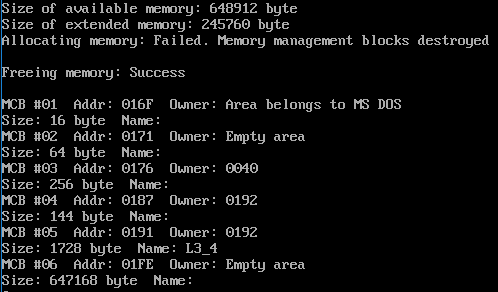 Size of available memory: 648912 byte
Size of extended memory: 245760 byte
Allocating memory: Failed. Memory management blocks destroyed
Freeing memory: Success
MCB #01  Addr: 016F  Owner: Area belongs to MS DOS
Size: 16 byte  Name:
MCB #02  Addr: 0171  Owner: Empty area
Size: 64 byte  Name:
MCB #03  Addr: 0176  Owner: 0040
Size: 256 byte  Name:
MCB #04  Addr: 0187  Owner: 0192
Size: 144 byte  Name:
MCB #05  Addr: 0191  Owner: 0192
Size: 1728 byte  Name: L3_4
MCB #06  Addr: 01FE  Owner: Empty area
Size: 647168 byte  Name: